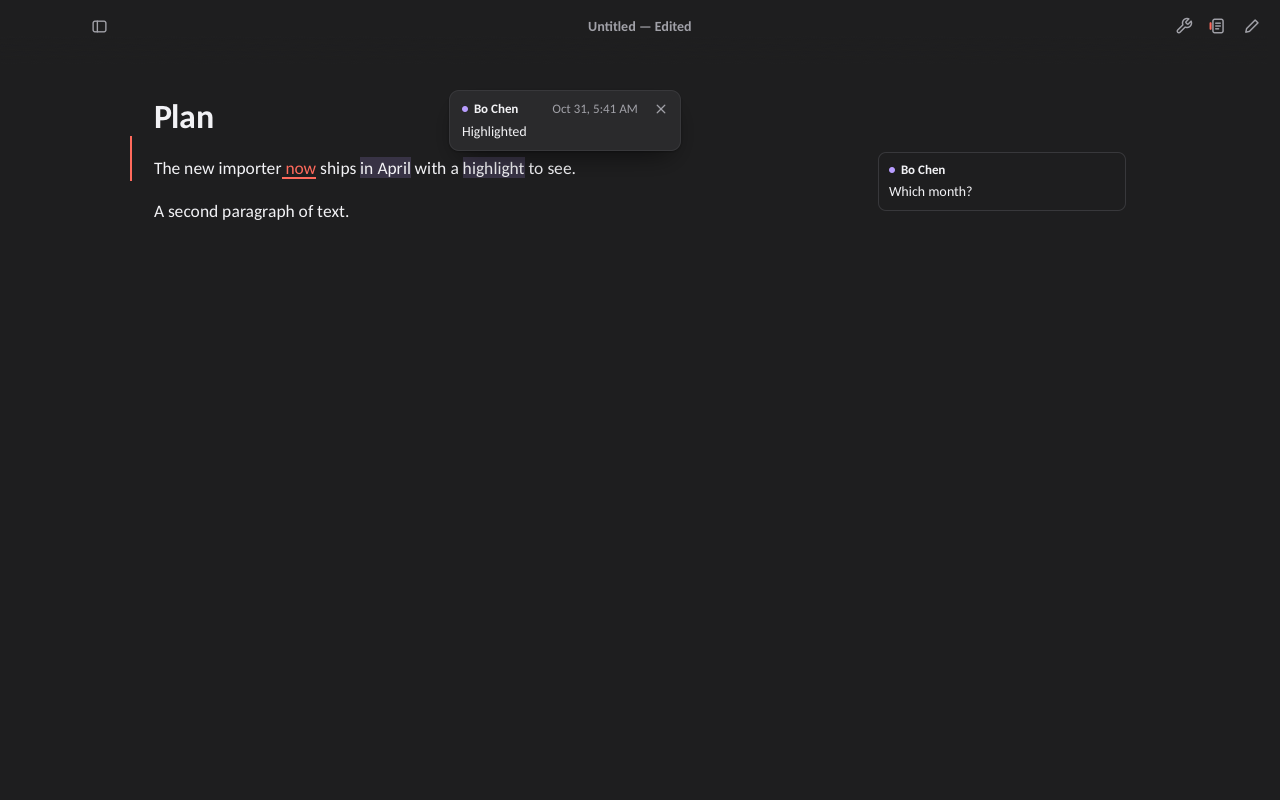 Untitled — Edited
Plan
Bo Chen Oct 31, 5:41 AM
Highlighted
The new importer now ships in April with a highlight to see.
Bo Chen
Which month?
A second paragraph of text.